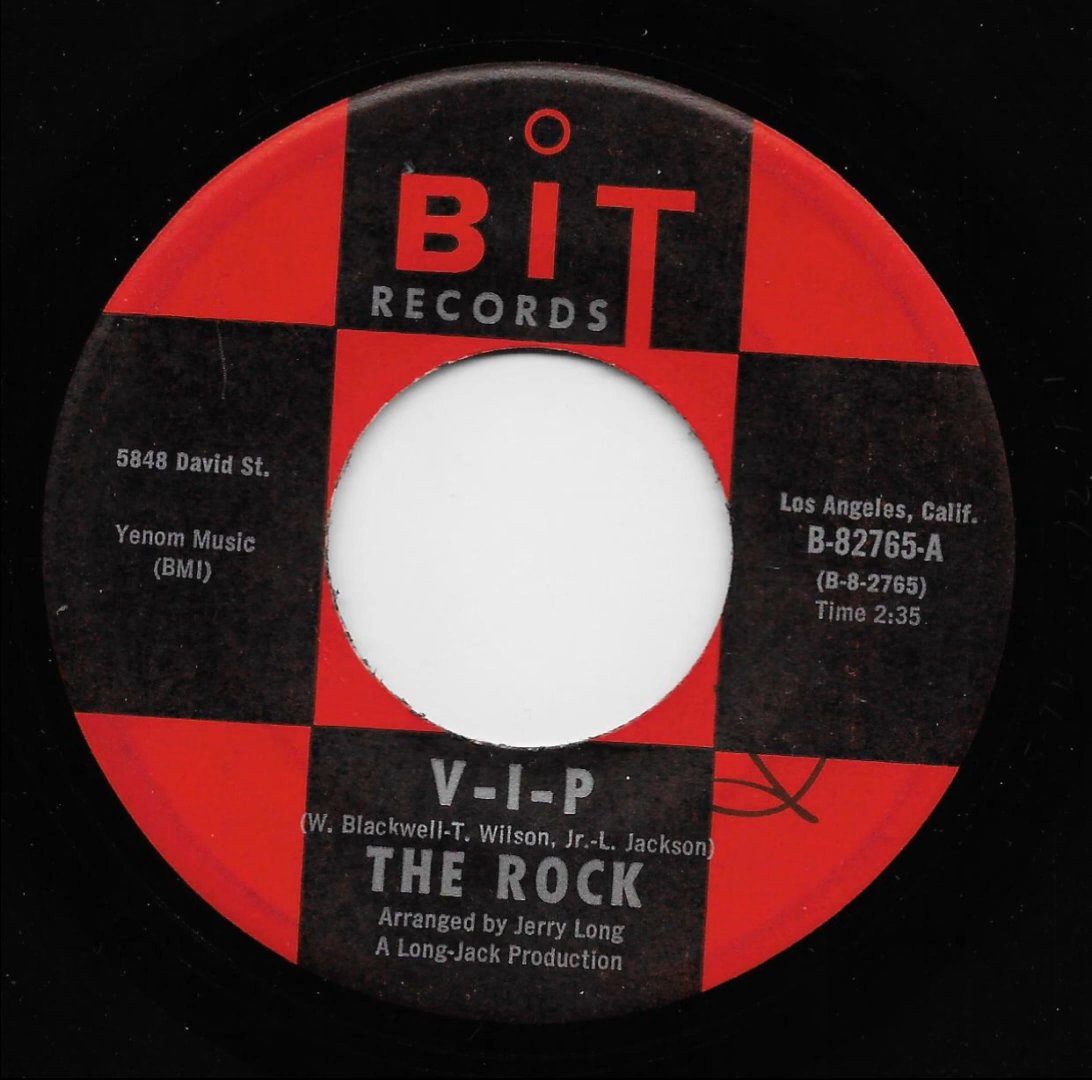 BIT
RECORDS
5848 David St.
Yenom Music
(BMI)
Los Angeles, Calif.
B-82765-A
(B-8-2765)
Time 2:35
V-I-P
(W. Blackwell-T. Wilson, Jr.-L. Jackson)
THE ROCK
Arranged by Jerry Long
A Long-Jack Production